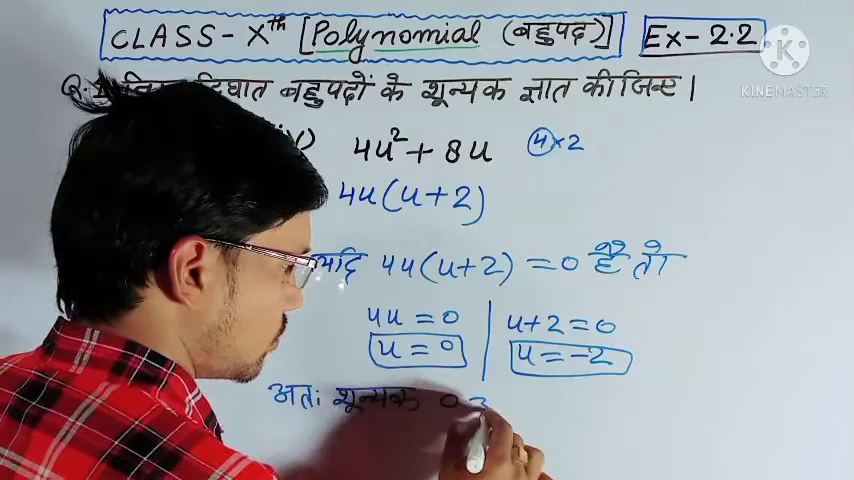 CLASS - Xth [Polynomial (बहुपद)] Ex - 2.2
KINEMASTER
Q. द्विघात बहुपदों के शून्यक ज्ञात कीजिए।
4u² + 8u 4×2
4u(u+2)
यदि 4u(u+2) = 0 है तो
4u = 0 u+2 = 0
u = 0 u = -2
अतः शून्यक 0